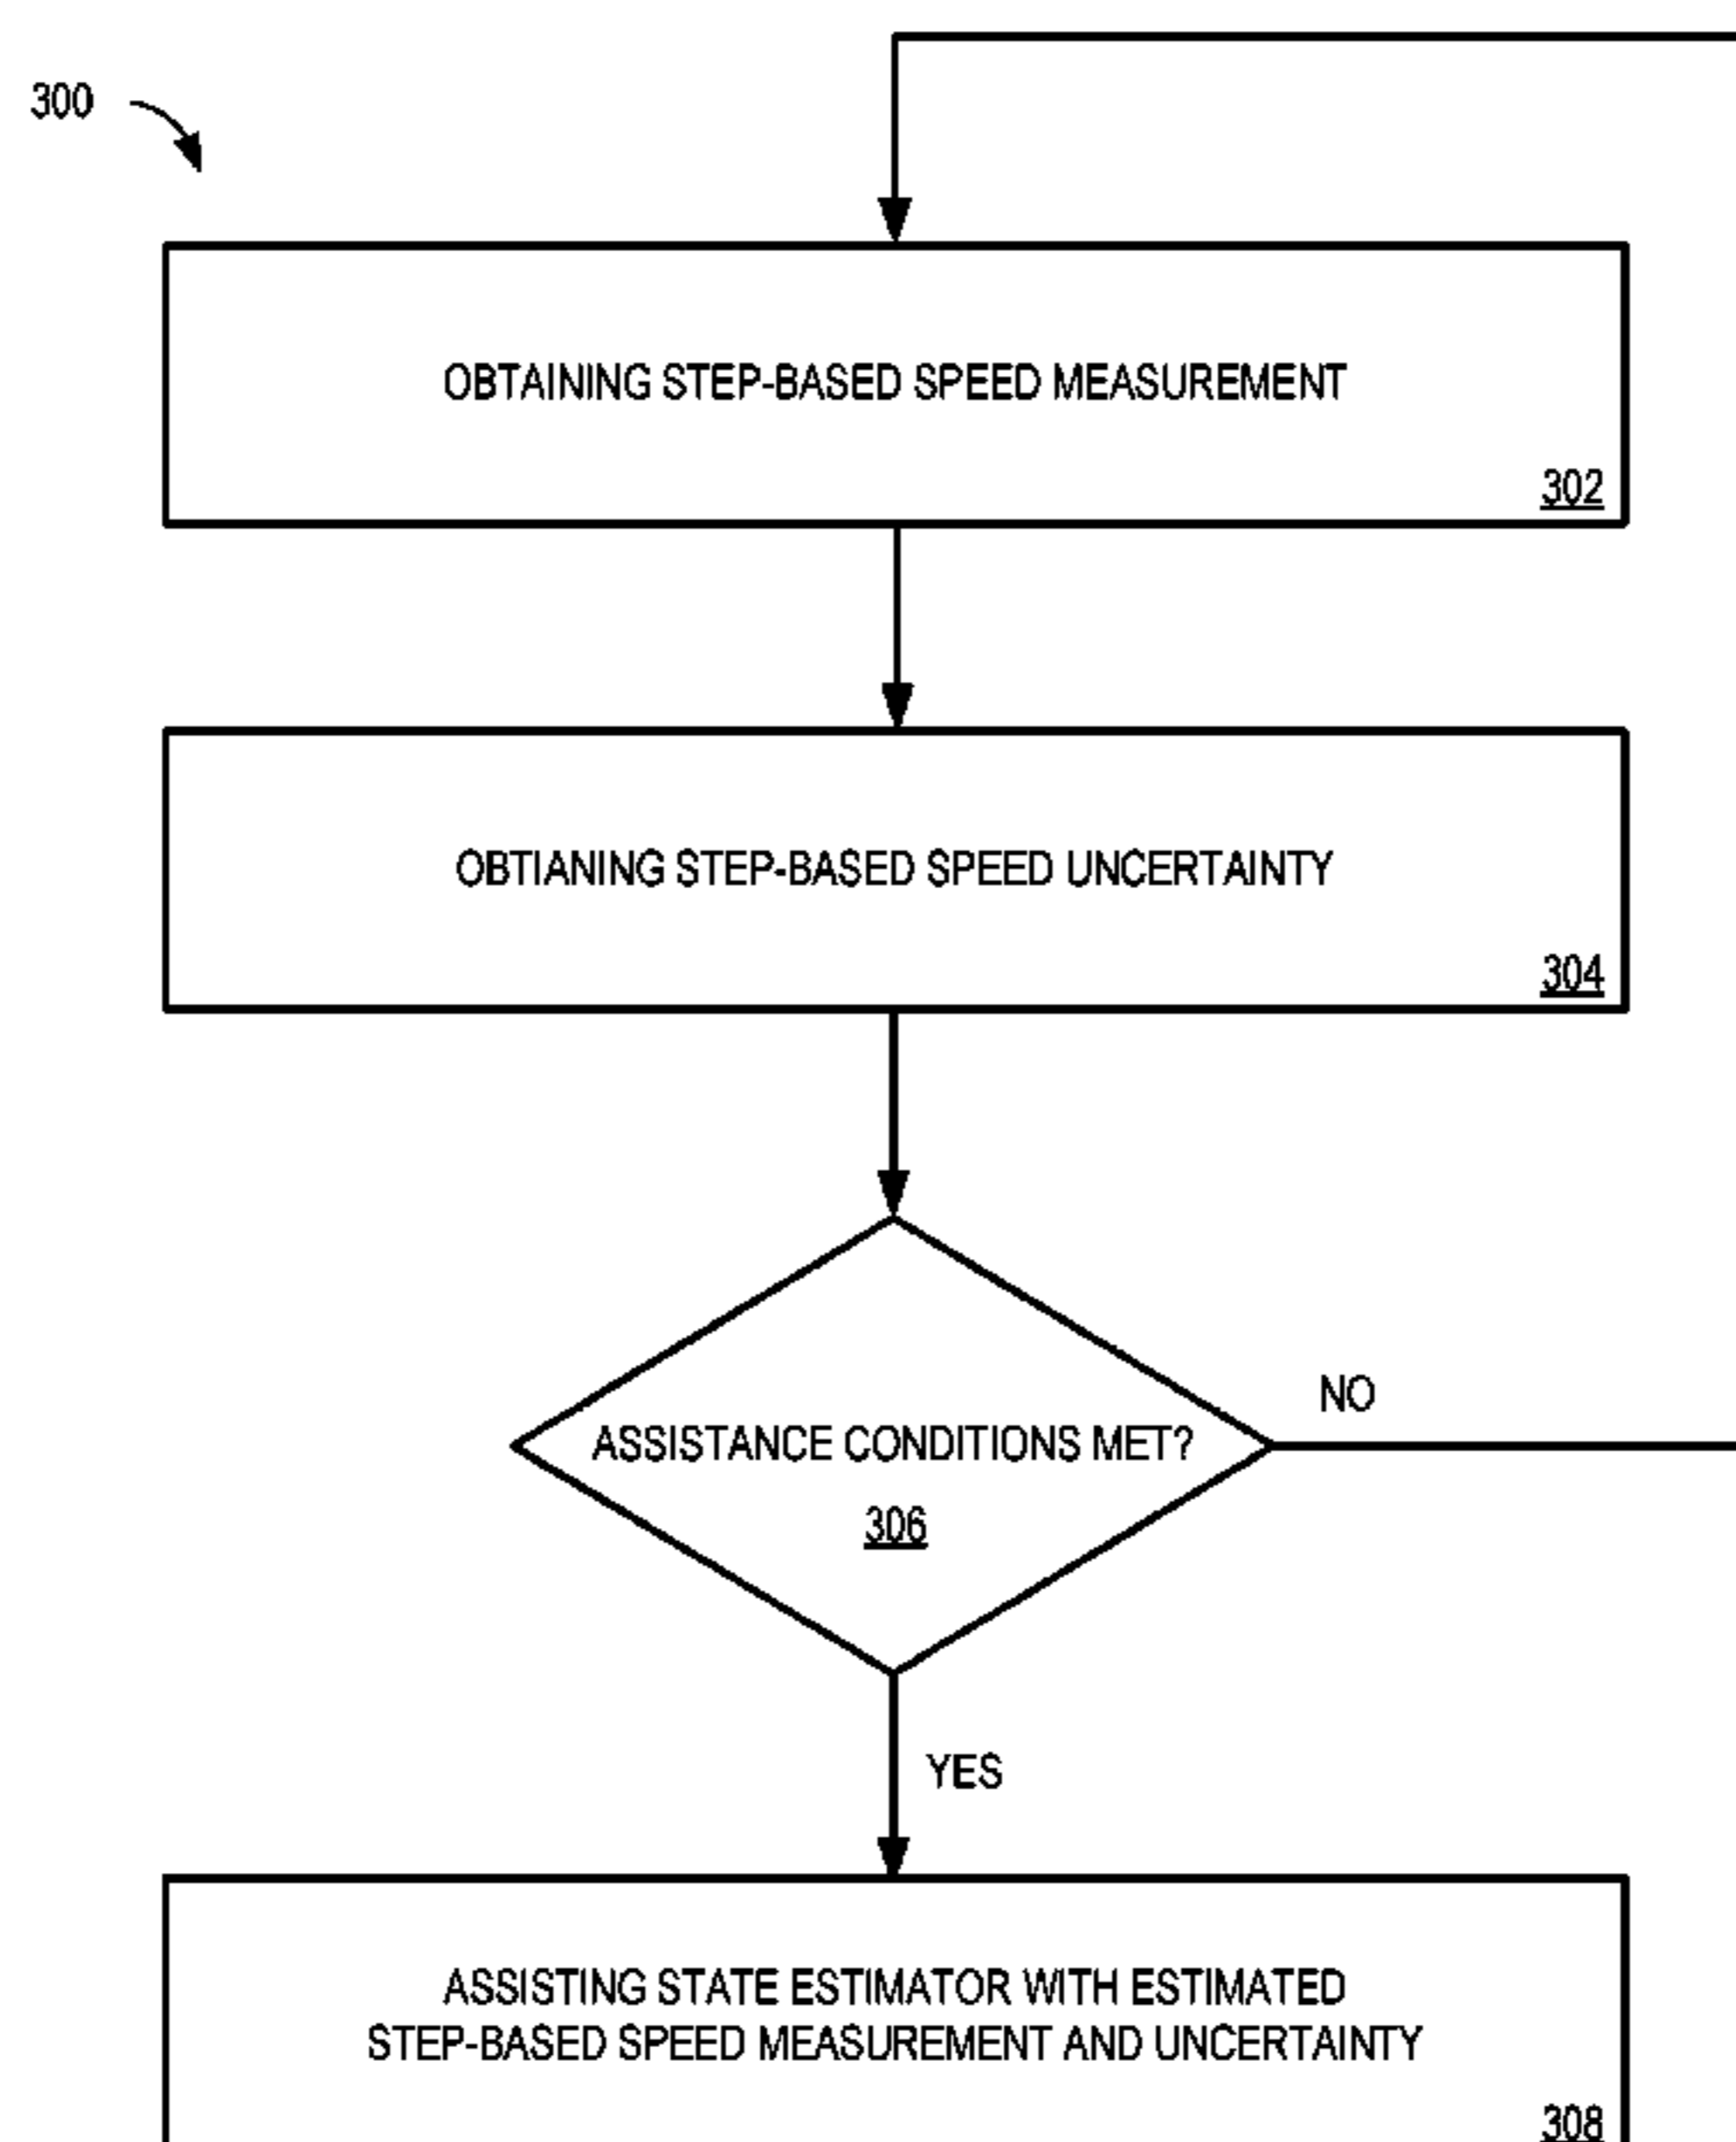 300
OBTAINING STEP-BASED SPEED MEASUREMENT
302
OBTIANING STEP-BASED SPEED UNCERTAINTY
304
NO
ASSISTANCE CONDITIONS MET?
306
YES
ASSISTING STATE ESTIMATOR WITH ESTIMATED
STEP-BASED SPEED MEASUREMENT AND UNCERTAINTY
308